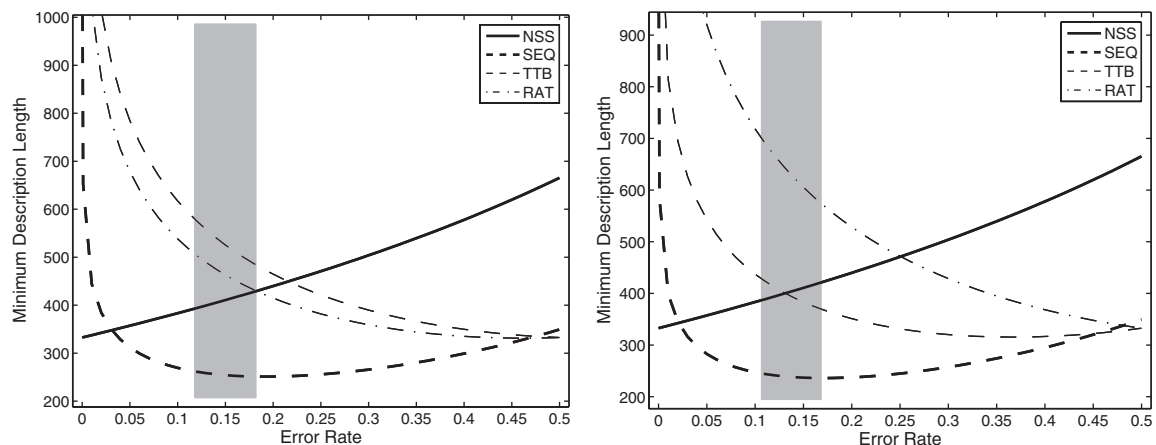 1000
900
800
700
600
500
400
300
200
Minimum Description Length
0 0.05 0.1 0.15 0.2 0.25 0.3 0.35 0.4 0.45 0.5
Error Rate
NSS
SEQ
TTB
RAT
900
800
700
600
500
400
300
200
Minimum Description Length
0 0.05 0.1 0.15 0.2 0.25 0.3 0.35 0.4 0.45 0.5
Error Rate
NSS
SEQ
TTB
RAT